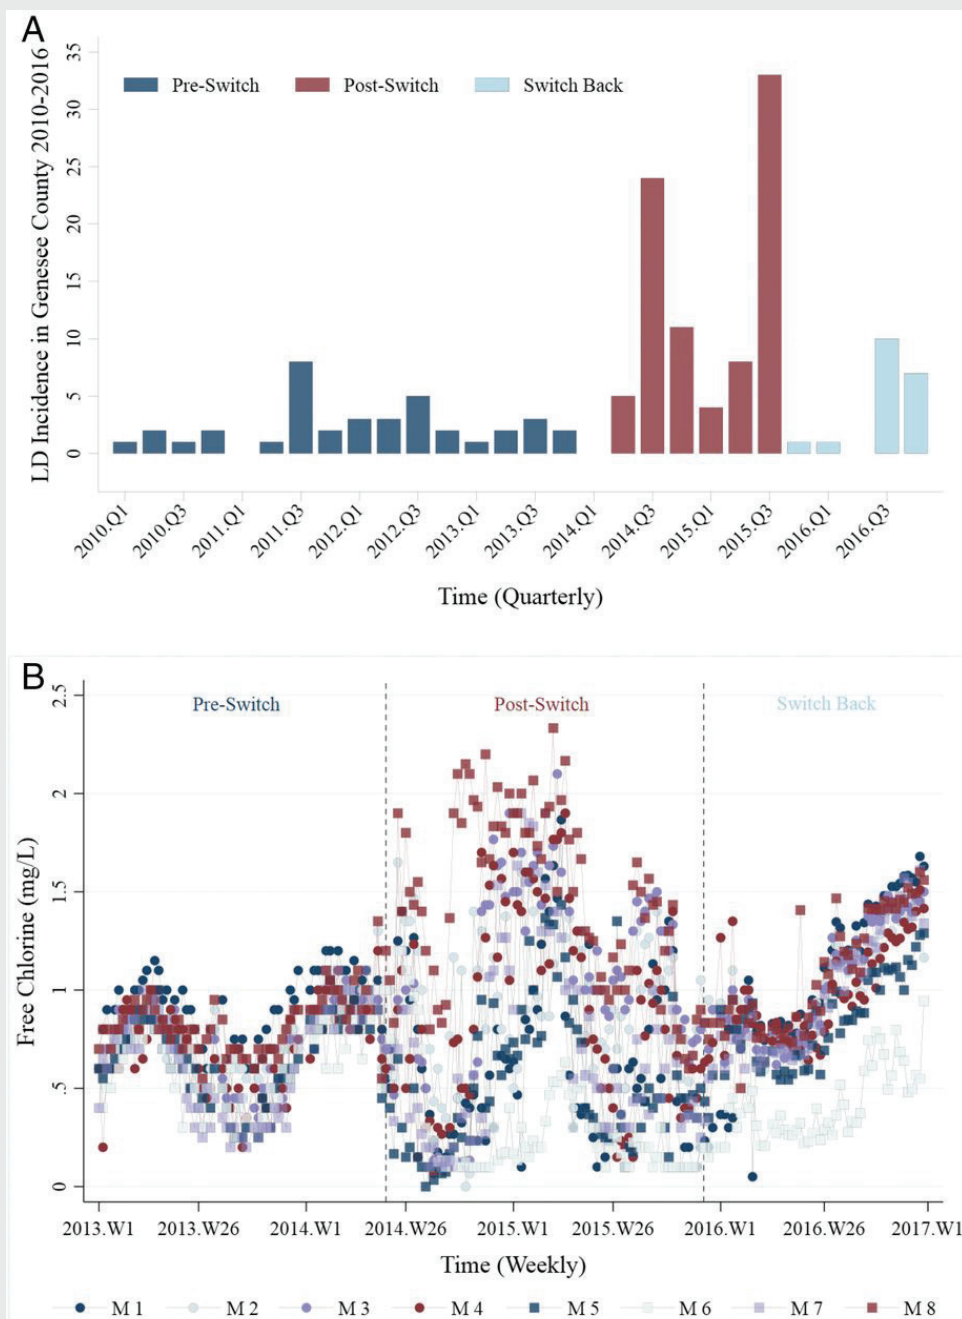 A
LD Incidence in Genesee County 2010-2016
35
30
25
20
15
10
5
0
Pre-Switch
Post-Switch
Switch Back
2010.Q1
2010.Q3
2011.Q1
2011.Q3
2012.Q1
2012.Q3
2013.Q1
2013.Q3
2014.Q1
2014.Q3
2015.Q1
2015.Q3
2016.Q1
2016.Q3
Time (Quarterly)
B
Free Chlorine (mg/L)
2.5
2
1.5
1
.5
0
Pre-Switch
Post-Switch
Switch Back
2013.W1
2013.W26
2014.W1
2014.W26
2015.W1
2015.W26
2016.W1
2016.W26
2017.W1
Time (Weekly)
M 1
M 2
M 3
M 4
M 5
M 6
M 7
M 8